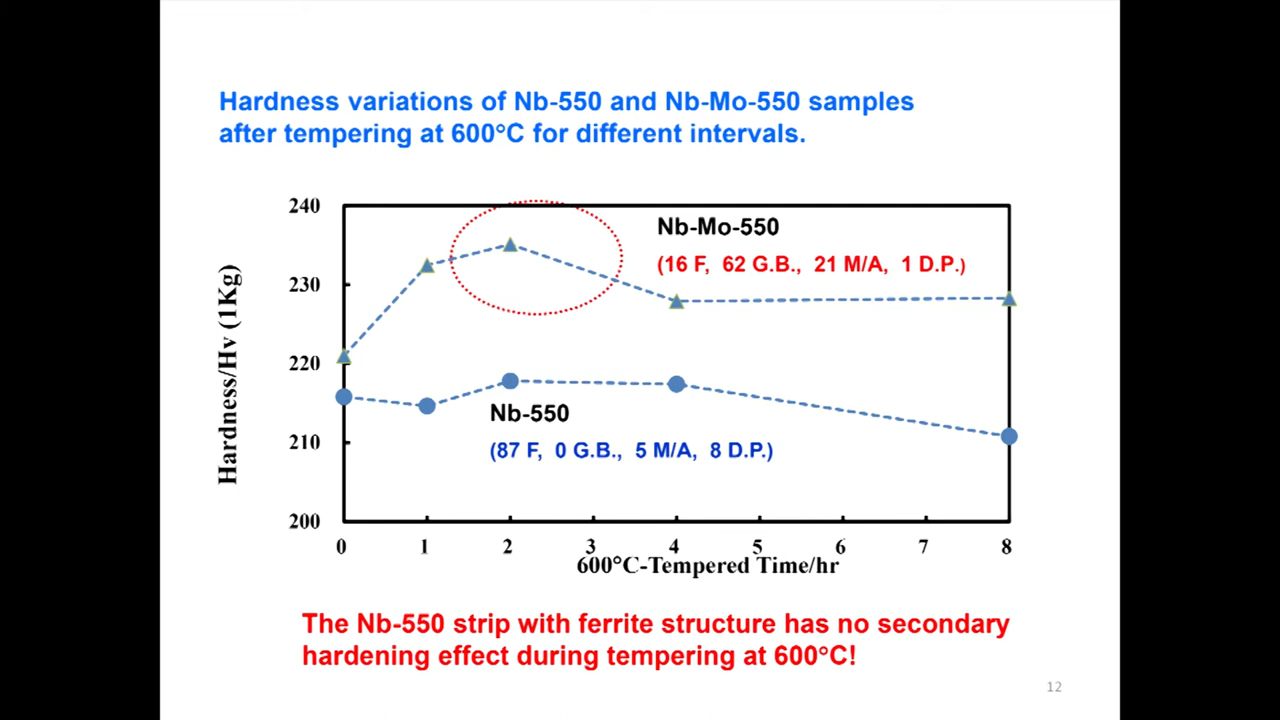 Hardness variations of Nb-550 and Nb-Mo-550 samples
after tempering at 600°C for different intervals.
240
230
220
210
200
Hardness/Hv (1Kg)
Nb-Mo-550
(16 F, 62 G.B., 21 M/A, 1 D.P.)
Nb-550
(87 F, 0 G.B., 5 M/A, 8 D.P.)
0 1 2 3 4 5 6 7 8
600°C-Tempered Time/hr
The Nb-550 strip with ferrite structure has no secondary
hardening effect during tempering at 600°C!
12